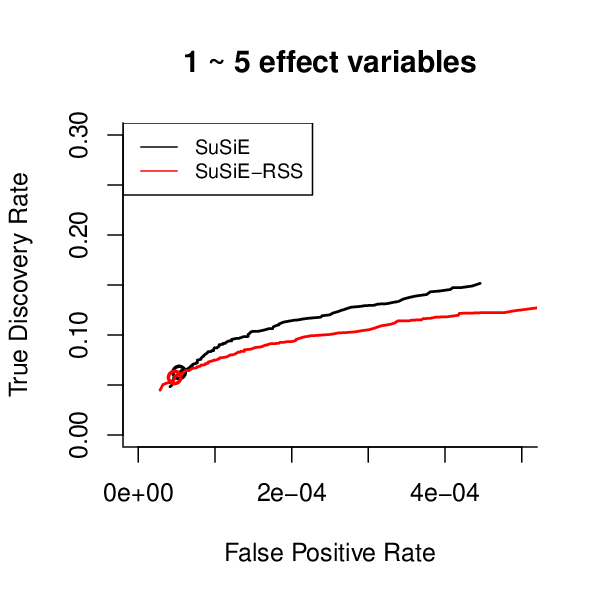 1 ~ 5 effect variables
SuSiE
SuSiE−RSS
True Discovery Rate
0.30
0.20
0.10
0.00
0e+00 2e−04 4e−04
False Positive Rate